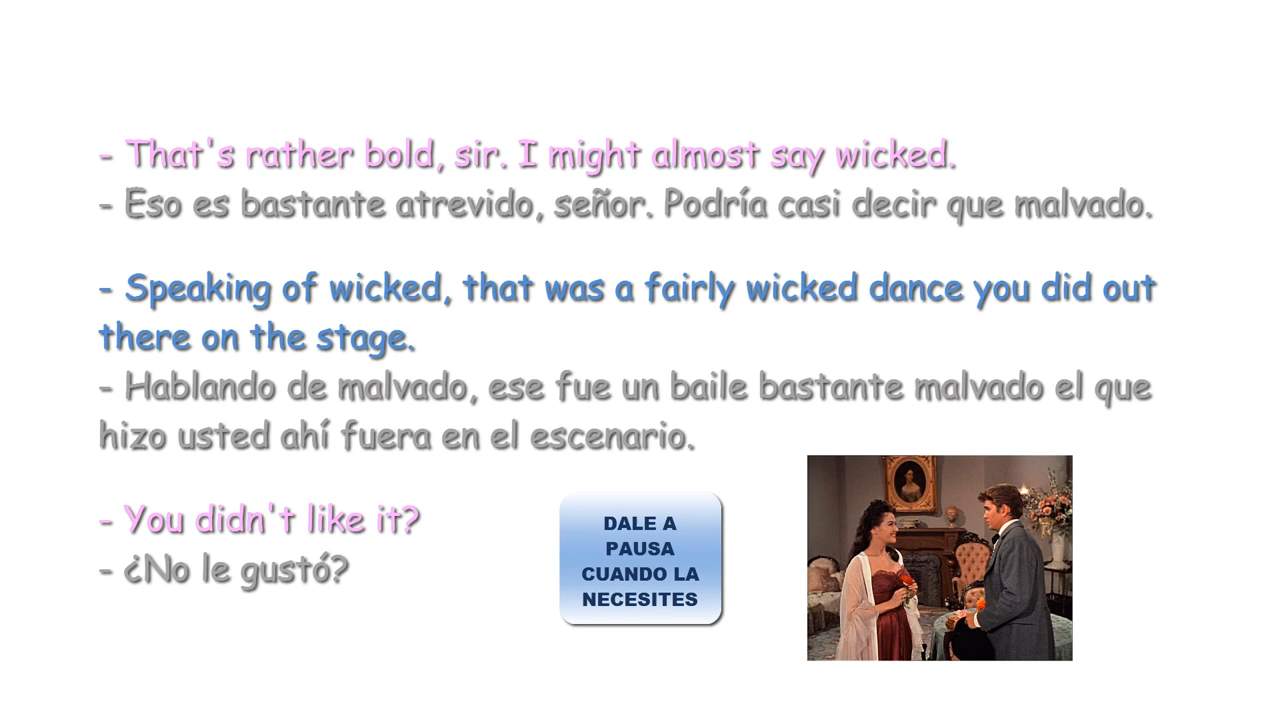 - That's rather bold, sir. I might almost say wicked.
- Eso es bastante atrevido, señor. Podría casi decir que malvado.
- Speaking of wicked, that was a fairly wicked dance you did out
there on the stage.
- Hablando de malvado, ese fue un baile bastante malvado el que
hizo usted ahí fuera en el escenario.
- You didn't like it?
- ¿No le gustó?
DALE A
PAUSA
CUANDO LA
NECESITES